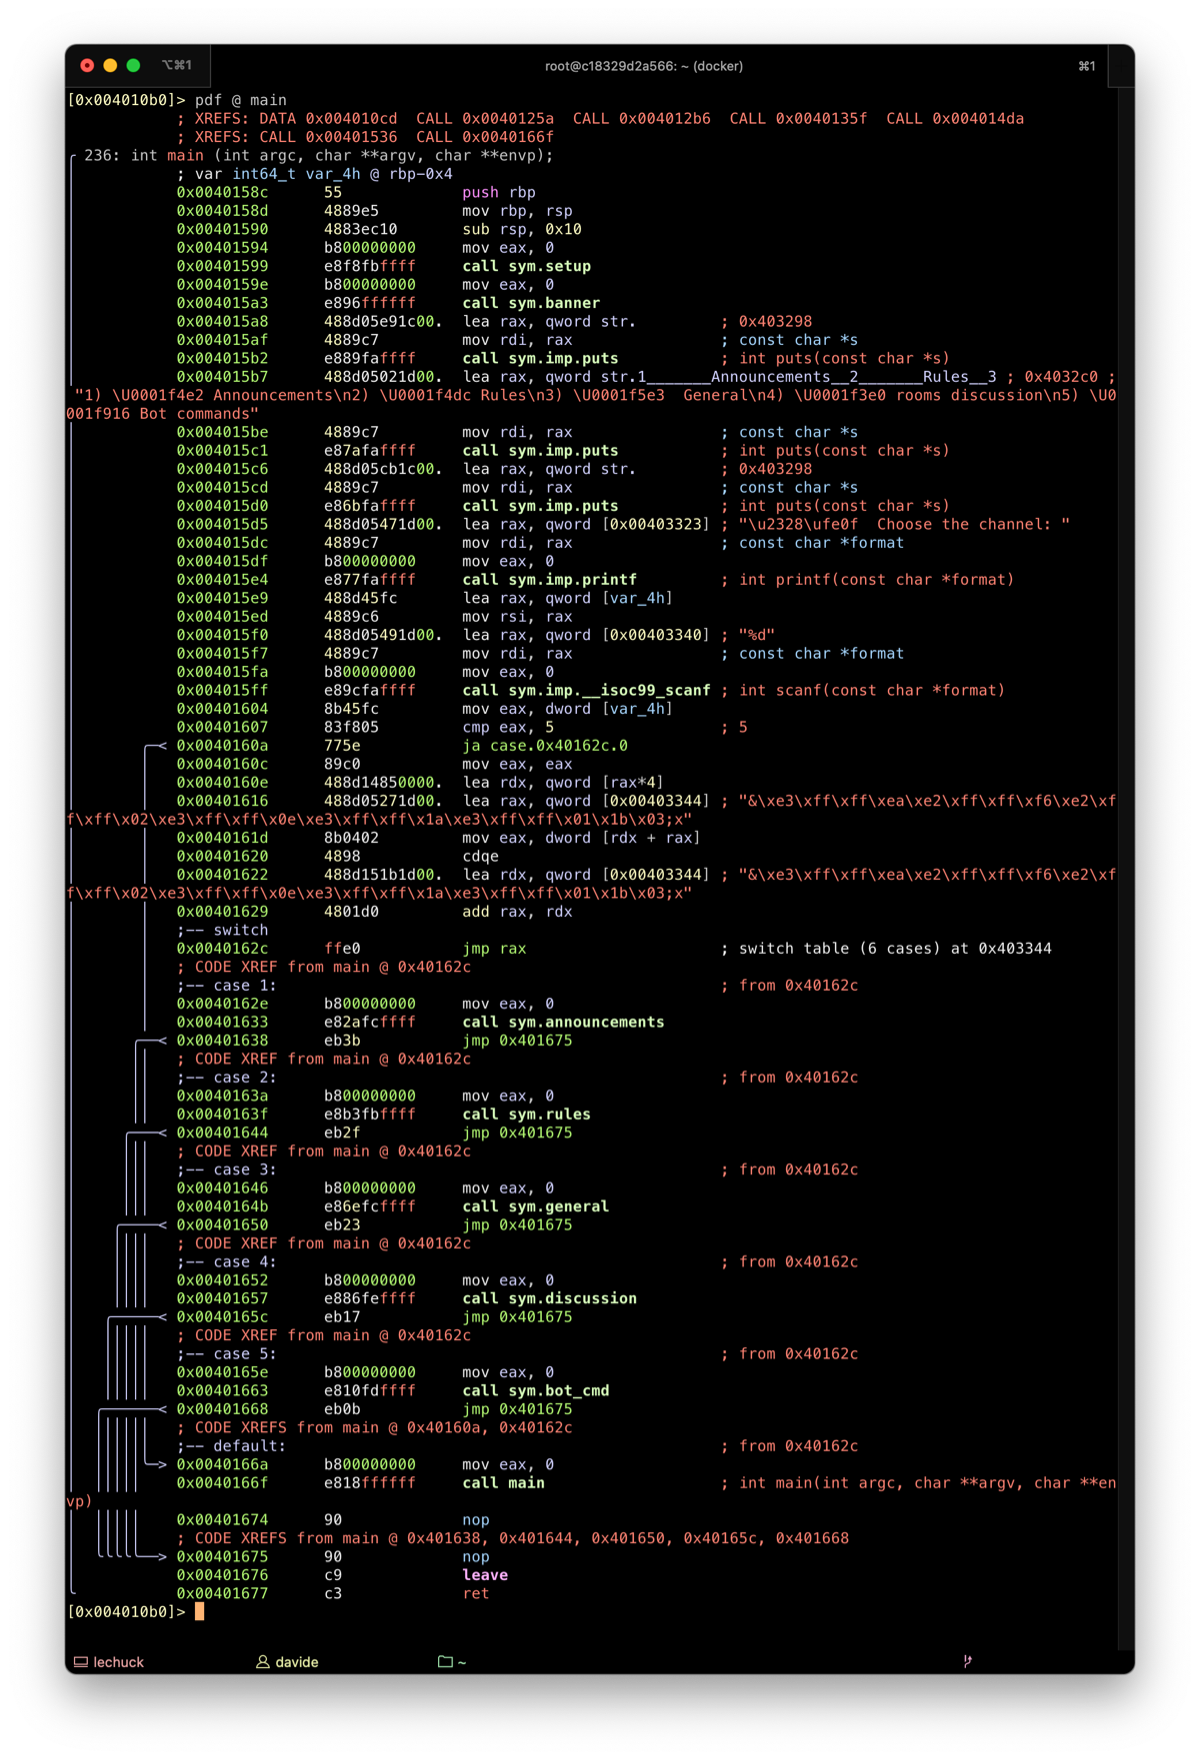 ⌥⌘1 root@c18329d2a566: ~ (docker) ⌘1
[0x004010b0]> pdf @ main
; XREFS: DATA 0x004010cd  CALL 0x0040125a  CALL 0x004012b6  CALL 0x0040135f  CALL 0x004014da
; XREFS: CALL 0x00401536  CALL 0x0040166f
236: int main (int argc, char **argv, char **envp);
; var int64_t var_4h @ rbp-0x4
0x0040158c      55             push rbp
0x0040158d      4889e5         mov rbp, rsp
0x00401590      4883ec10       sub rsp, 0x10
0x00401594      b800000000     mov eax, 0
0x00401599      e8f8fbffff     call sym.setup
0x0040159e      b800000000     mov eax, 0
0x004015a3      e896ffffff     call sym.banner
0x004015a8      488d05e91c00.  lea rax, qword str.         ; 0x403298
0x004015af      4889c7         mov rdi, rax                ; const char *s
0x004015b2      e889faffff     call sym.imp.puts           ; int puts(const char *s)
0x004015b7      488d05021d00.  lea rax, qword str.1_______Announcements__2_______Rules__3 ; 0x4032c0 ;
"1) \U0001f4e2 Announcements\n2) \U0001f4dc Rules\n3) \U0001f5e3  General\n4) \U0001f3e0 rooms discussion\n5) \U0
001f916 Bot commands"
0x004015be      4889c7         mov rdi, rax                ; const char *s
0x004015c1      e87afaffff     call sym.imp.puts           ; int puts(const char *s)
0x004015c6      488d05cb1c00.  lea rax, qword str.         ; 0x403298
0x004015cd      4889c7         mov rdi, rax                ; const char *s
0x004015d0      e86bfaffff     call sym.imp.puts           ; int puts(const char *s)
0x004015d5      488d05471d00.  lea rax, qword [0x00403323] ; "\u2328\ufe0f  Choose the channel: "
0x004015dc      4889c7         mov rdi, rax                ; const char *format
0x004015df      b800000000     mov eax, 0
0x004015e4      e877faffff     call sym.imp.printf         ; int printf(const char *format)
0x004015e9      488d45fc       lea rax, qword [var_4h]
0x004015ed      4889c6         mov rsi, rax
0x004015f0      488d05491d00.  lea rax, qword [0x00403340] ; "%d"
0x004015f7      4889c7         mov rdi, rax                ; const char *format
0x004015fa      b800000000     mov eax, 0
0x004015ff      e89cfaffff     call sym.imp.__isoc99_scanf ; int scanf(const char *format)
0x00401604      8b45fc         mov eax, dword [var_4h]
0x00401607      83f805         cmp eax, 5                  ; 5
0x0040160a      775e           ja case.0x40162c.0
0x0040160c      89c0           mov eax, eax
0x0040160e      488d14850000.  lea rdx, qword [rax*4]
0x00401616      488d05271d00.  lea rax, qword [0x00403344] ; "&\xe3\xff\xff\xea\xe2\xff\xff\xf6\xe2\xf
f\xff\x02\xe3\xff\xff\x0e\xe3\xff\xff\x1a\xe3\xff\xff\x01\x1b\x03;x"
0x0040161d      8b0402         mov eax, dword [rdx + rax]
0x00401620      4898           cdqe
0x00401622      488d151b1d00.  lea rdx, qword [0x00403344] ; "&\xe3\xff\xff\xea\xe2\xff\xff\xf6\xe2\xf
f\xff\x02\xe3\xff\xff\x0e\xe3\xff\xff\x1a\xe3\xff\xff\x01\x1b\x03;x"
0x00401629      4801d0         add rax, rdx
;-- switch
0x0040162c      ffe0           jmp rax                     ; switch table (6 cases) at 0x403344
; CODE XREF from main @ 0x40162c
;-- case 1:                                                ; from 0x40162c
0x0040162e      b800000000     mov eax, 0
0x00401633      e82afcffff     call sym.announcements
0x00401638      eb3b           jmp 0x401675
; CODE XREF from main @ 0x40162c
;-- case 2:                                                ; from 0x40162c
0x0040163a      b800000000     mov eax, 0
0x0040163f      e8b3fbffff     call sym.rules
0x00401644      eb2f           jmp 0x401675
; CODE XREF from main @ 0x40162c
;-- case 3:                                                ; from 0x40162c
0x00401646      b800000000     mov eax, 0
0x0040164b      e86efcffff     call sym.general
0x00401650      eb23           jmp 0x401675
; CODE XREF from main @ 0x40162c
;-- case 4:                                                ; from 0x40162c
0x00401652      b800000000     mov eax, 0
0x00401657      e886feffff     call sym.discussion
0x0040165c      eb17           jmp 0x401675
; CODE XREF from main @ 0x40162c
;-- case 5:                                                ; from 0x40162c
0x0040165e      b800000000     mov eax, 0
0x00401663      e810fdffff     call sym.bot_cmd
0x00401668      eb0b           jmp 0x401675
; CODE XREFS from main @ 0x40160a, 0x40162c
;-- default:                                               ; from 0x40162c
0x0040166a      b800000000     mov eax, 0
0x0040166f      e818ffffff     call main                   ; int main(int argc, char **argv, char **en
vp)
0x00401674      90             nop
; CODE XREFS from main @ 0x401638, 0x401644, 0x401650, 0x40165c, 0x401668
0x00401675      90             nop
0x00401676      c9             leave
0x00401677      c3             ret
[0x004010b0]>
lechuck davide ~